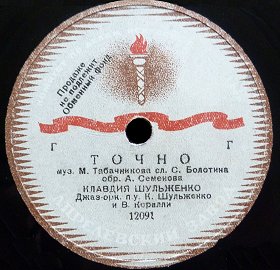 Продаже
не подлежит
Обменный фонд
Г Г
ТОЧНО
муз. М. Табачникова сл. С. Болотина
обр. А. Семенова
КЛАВДИЯ ШУЛЬЖЕНКО
Джаз-орк. п/у. К. Шульженко
и В. Коралли
12091